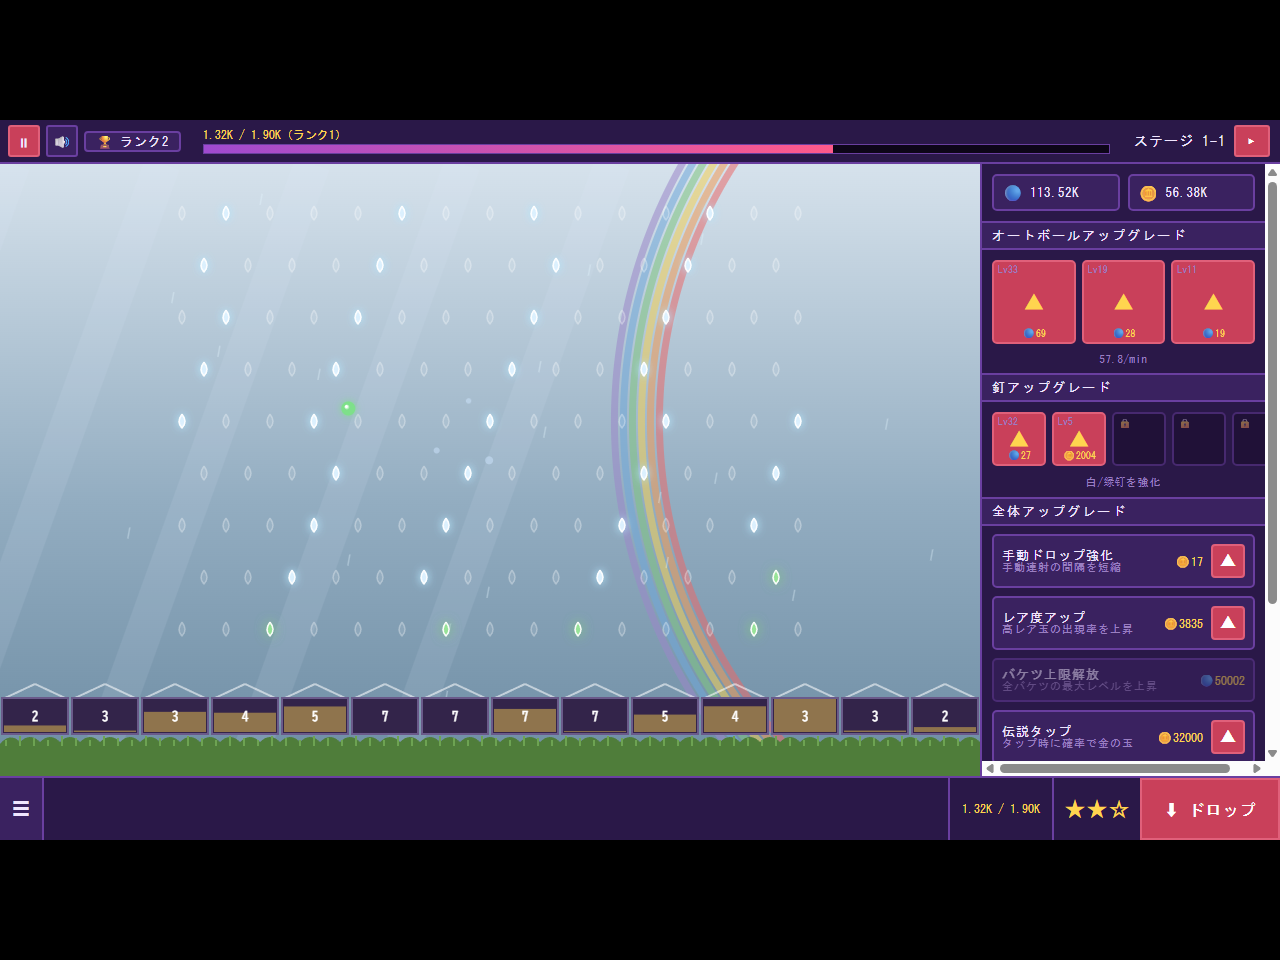 ランク2
1.32K / 1.90K (ランク1)
ステージ 1-1
113.52K
56.38K
オートボールアップグレード
Lv33
Lv19
Lv11
69
28
19
57.8/min
釘アップグレード
Lv32
Lv5
27
2004
白/緑釘を強化
全体アップグレード
手動ドロップ強化
手動連射の間隔を短縮
17
レア度アップ
高レア玉の出現率を上昇
3835
バケツ上限解放
全バケツの最大レベルを上昇
50002
伝説タップ
タップ時に確率で金の玉
32000
2 3 3 4 5 7 7 7 7 5 4 3 3 2
1.32K / 1.90K
★★☆
⬇ ドロップ